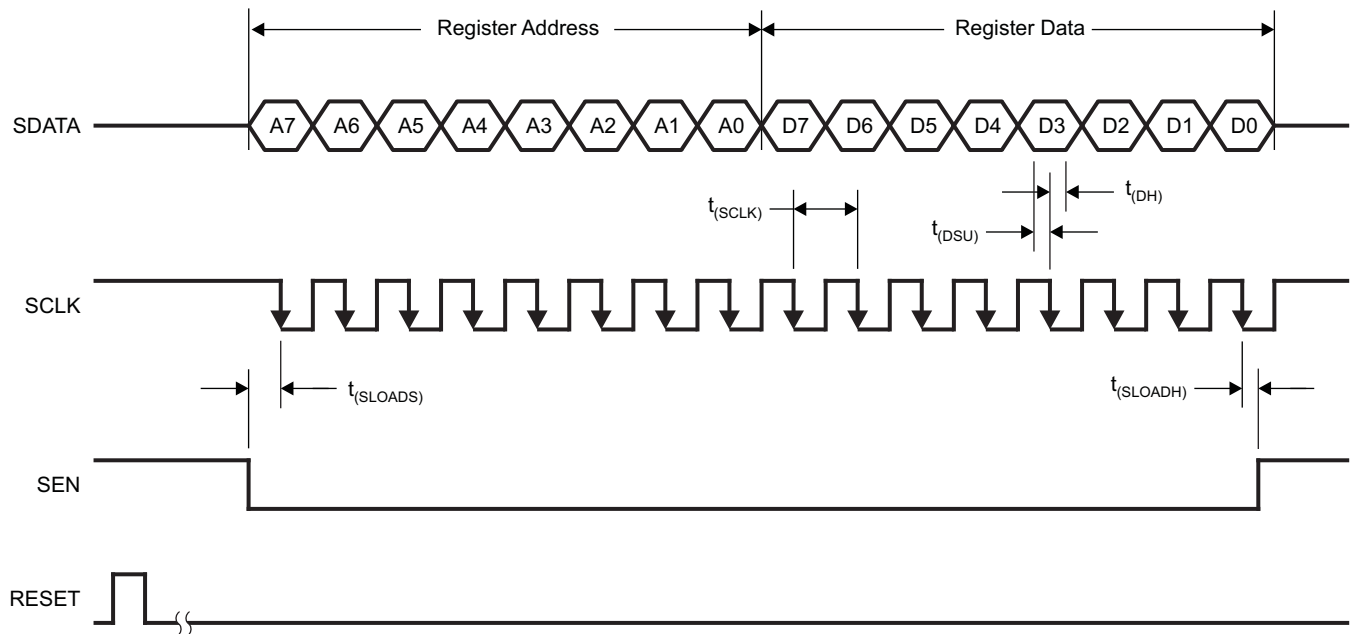 Register Address Register Data
SDATA A7 A6 A5 A4 A3 A2 A1 A0 D7 D6 D5 D4 D3 D2 D1 D0
t(SCLK) t(DH)
t(DSU)
SCLK
t(SLOADS) t(SLOADH)
SEN
RESET